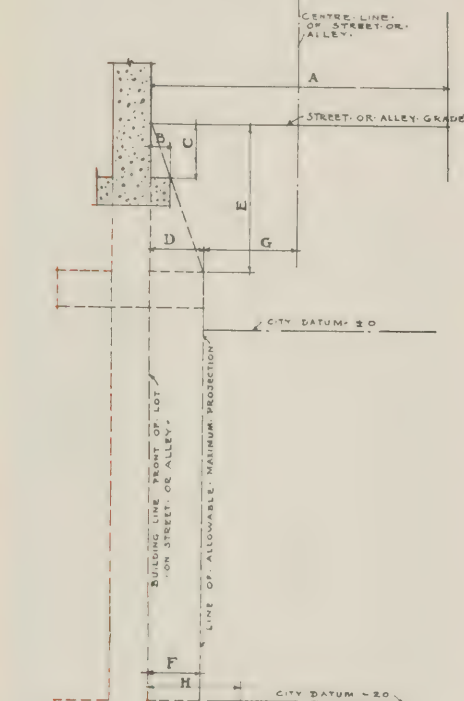 CENTRE·LINE·
OF STREET·OR·
ALLEY·
A
STREET·OR·ALLEY·GRADE
B
C
E
D
G
CITY DATUM- ±0
BUILDING LINE FRONT OF LOT
·ON STREET·OR ALLEY·
LINE OF·ALLOWABLE·MAXIMUM·PROJECTION
F
H
CITY DATUM -20